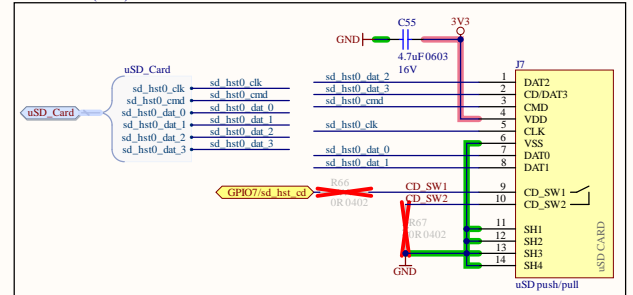 C55
3V3
GND
4.7uF 0603
16V
J7
uSD_Card
sd_hst0_clk
sd_hst0_cmd
sd_hst0_dat_0
sd_hst0_dat_1
sd_hst0_dat_2
sd_hst0_dat_3
uSD_Card
sd_hst0_clk
sd_hst0_cmd
sd_hst0_dat_0
sd_hst0_dat_1
sd_hst0_dat_2
sd_hst0_dat_3
sd_hst0_dat_2
sd_hst0_dat_3
sd_hst0_cmd
sd_hst0_clk
sd_hst0_dat_0
sd_hst0_dat_1
1 DAT2
2 CD/DAT3
3 CMD
4 VDD
5 CLK
6 VSS
7 DAT0
8 DAT1
GPIO7/sd_hst_cd
R66
0R 0402
CD_SW1
CD_SW2
9 CD_SW1
10 CD_SW2
R67
0R 0402
11 SH1
12 SH2
13 SH3
14 SH4
GND
uSD CARD
uSD push/pull